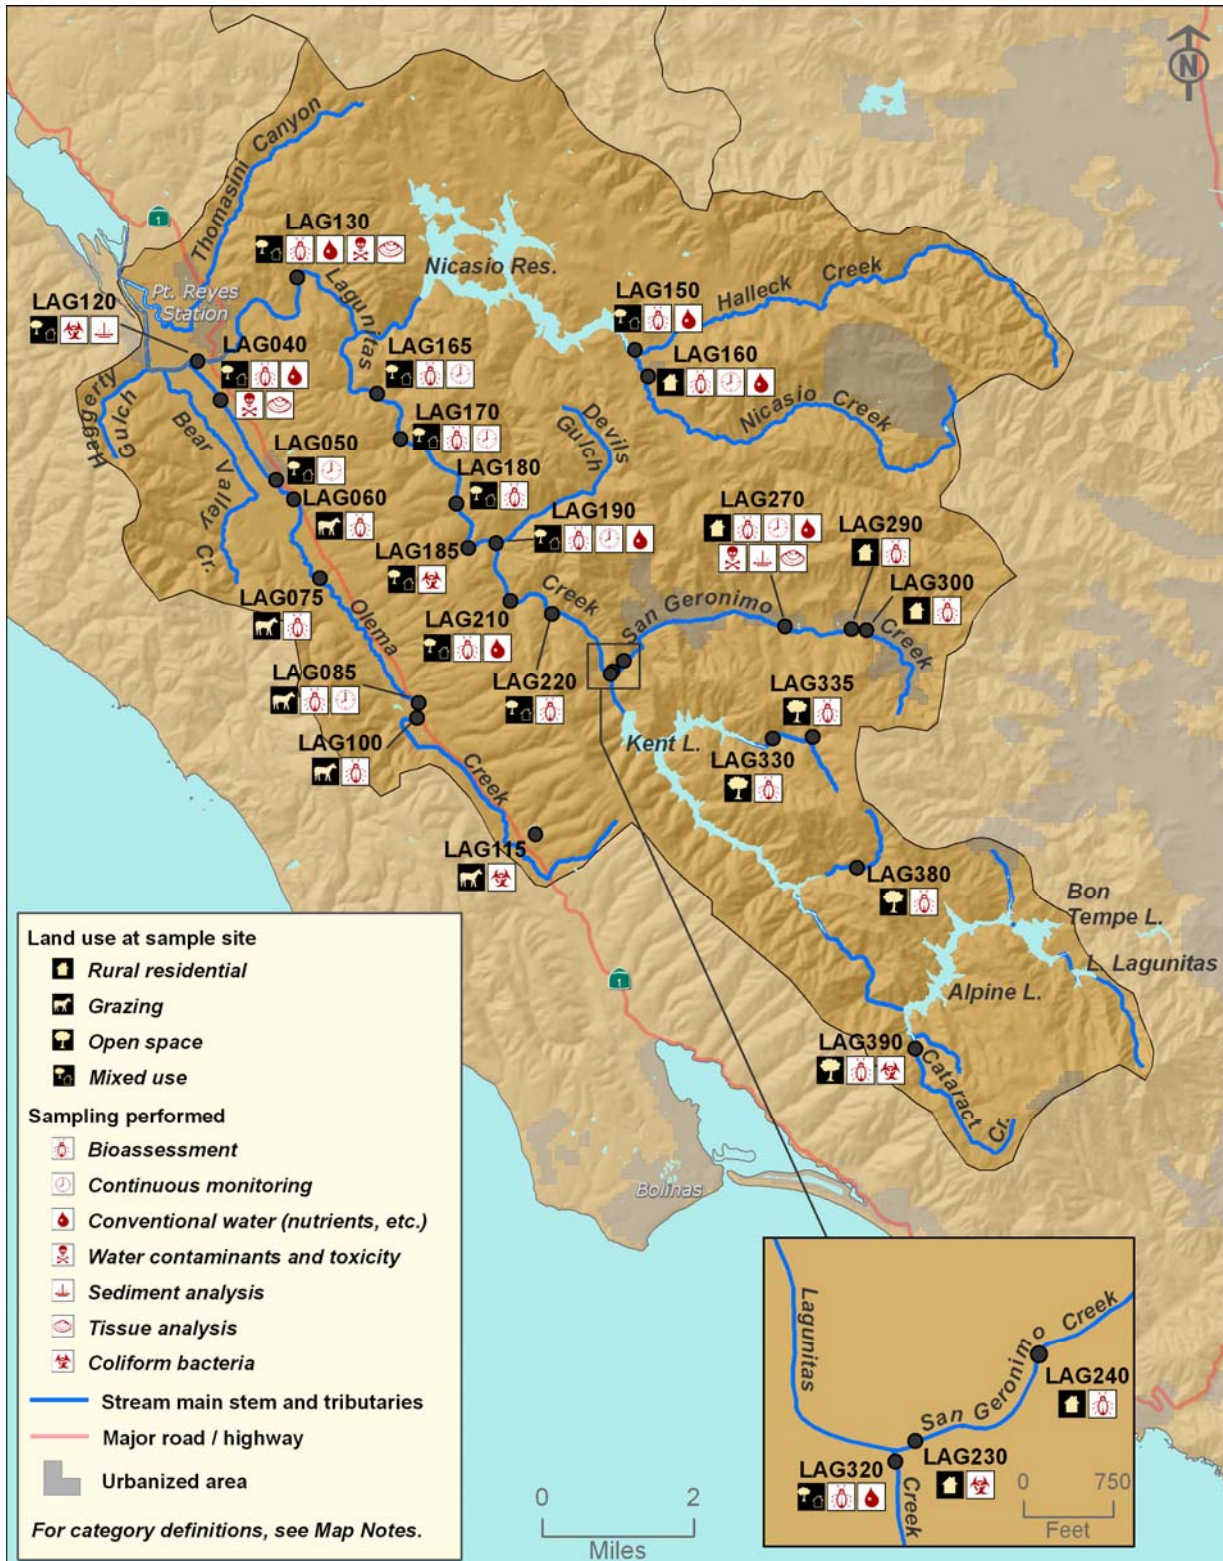 N
Thomasini Canyon
1
LAG130
Nicasio Res.
Pt. Reyes
Station
LAG120
Lagunitas
LAG150
Halleck Creek
LAG040
LAG165
LAG160
Haggerty
Gulch
Nicasio Creek
Bear Valley Cr.
LAG170
Devils
Gulch
LAG050
LAG180
LAG060
LAG190
LAG270
LAG290
LAG185
LAG300
LAG075
Olema
Creek
San Geronimo
Creek
LAG210
LAG085
LAG220
LAG335
LAG100
Kent L.
LAG330
Creek
LAG115
LAG380
Bon
Tempe L.
L. Lagunitas
Alpine L.
1
LAG390
Cataract Cr.
Bolinas
Land use at sample site
Rural residential
Grazing
Open space
Mixed use
Sampling performed
Bioassessment
Continuous monitoring
Conventional water (nutrients, etc.)
Water contaminants and toxicity
Sediment analysis
Tissue analysis
Coliform bacteria
Stream main stem and tributaries
Major road / highway
Urbanized area
For category definitions, see Map Notes.
0 2
Miles
Lagunitas
Creek
San Geronimo Creek
LAG240
LAG230
LAG320
0 750
Feet